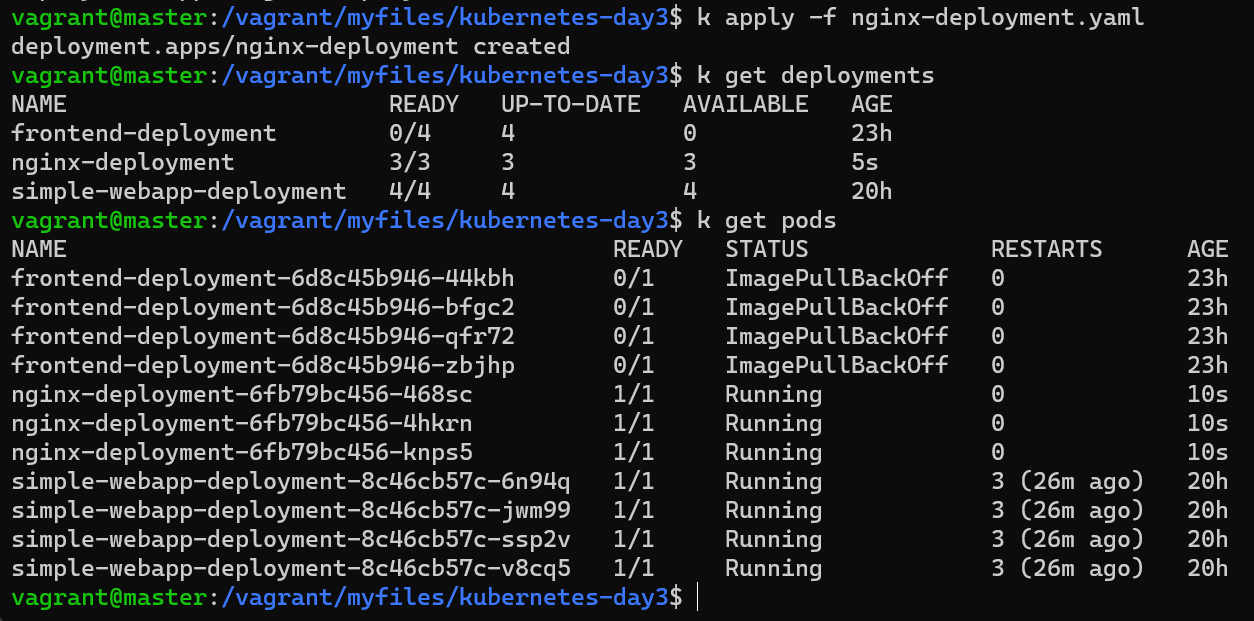 vagrant@master:/vagrant/myfiles/kubernetes-day3$ k apply -f nginx-deployment.yaml
deployment.apps/nginx-deployment created
vagrant@master:/vagrant/myfiles/kubernetes-day3$ k get deployments
NAME                       READY   UP-TO-DATE   AVAILABLE   AGE
frontend-deployment        0/4     4            0           23h
nginx-deployment           3/3     3            3           5s
simple-webapp-deployment   4/4     4            4           20h
vagrant@master:/vagrant/myfiles/kubernetes-day3$ k get pods
NAME                                       READY   STATUS             RESTARTS      AGE
frontend-deployment-6d8c45b946-44kbh       0/1     ImagePullBackOff   0             23h
frontend-deployment-6d8c45b946-bfgc2       0/1     ImagePullBackOff   0             23h
frontend-deployment-6d8c45b946-qfr72       0/1     ImagePullBackOff   0             23h
frontend-deployment-6d8c45b946-zbjhp       0/1     ImagePullBackOff   0             23h
nginx-deployment-6fb79bc456-468sc          1/1     Running            0             10s
nginx-deployment-6fb79bc456-4hkrn          1/1     Running            0             10s
nginx-deployment-6fb79bc456-knps5          1/1     Running            0             10s
simple-webapp-deployment-8c46cb57c-6n94q   1/1     Running            3 (26m ago)   20h
simple-webapp-deployment-8c46cb57c-jwm99   1/1     Running            3 (26m ago)   20h
simple-webapp-deployment-8c46cb57c-ssp2v   1/1     Running            3 (26m ago)   20h
simple-webapp-deployment-8c46cb57c-v8cq5   1/1     Running            3 (26m ago)   20h
vagrant@master:/vagrant/myfiles/kubernetes-day3$